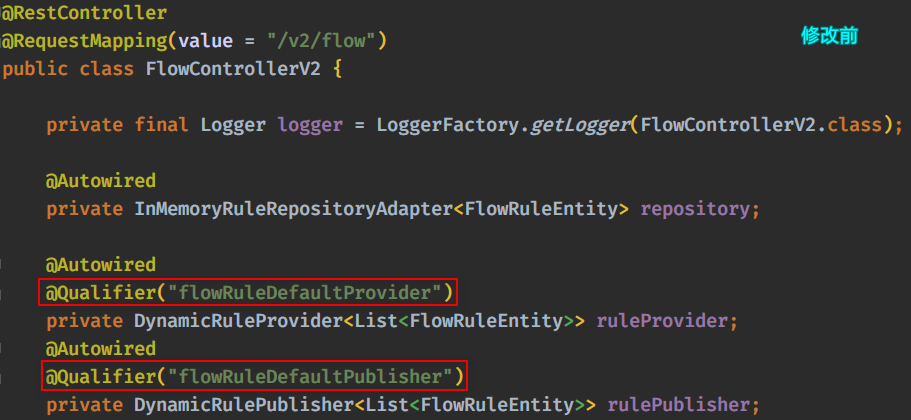 @RestController
@RequestMapping(value = "/v2/flow")
修改前
public class FlowControllerV2 {
private final Logger logger = LoggerFactory.getLogger(FlowControllerV2.class);
@Autowired
private InMemoryRuleRepositoryAdapter<FlowRuleEntity> repository;
@Autowired
@Qualifier("flowRuleDefaultProvider")
private DynamicRuleProvider<List<FlowRuleEntity>> ruleProvider;
@Autowired
@Qualifier("flowRuleDefaultPublisher")
private DynamicRulePublisher<List<FlowRuleEntity>> rulePublisher;